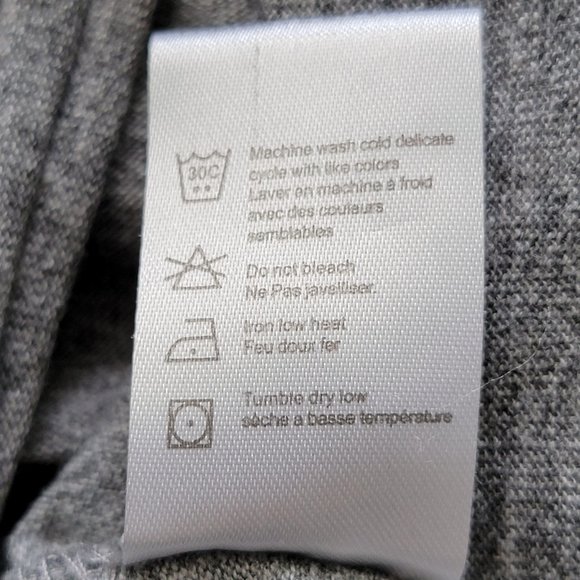 30C
Machine wash cold delicate
cycle with like colors
Laver en machine à froid
avec des couleurs
semblables
Do not bleach
Ne Pas javelliser.
Iron low heat
Feu doux fer
Tumble dry low
sèche a basse température